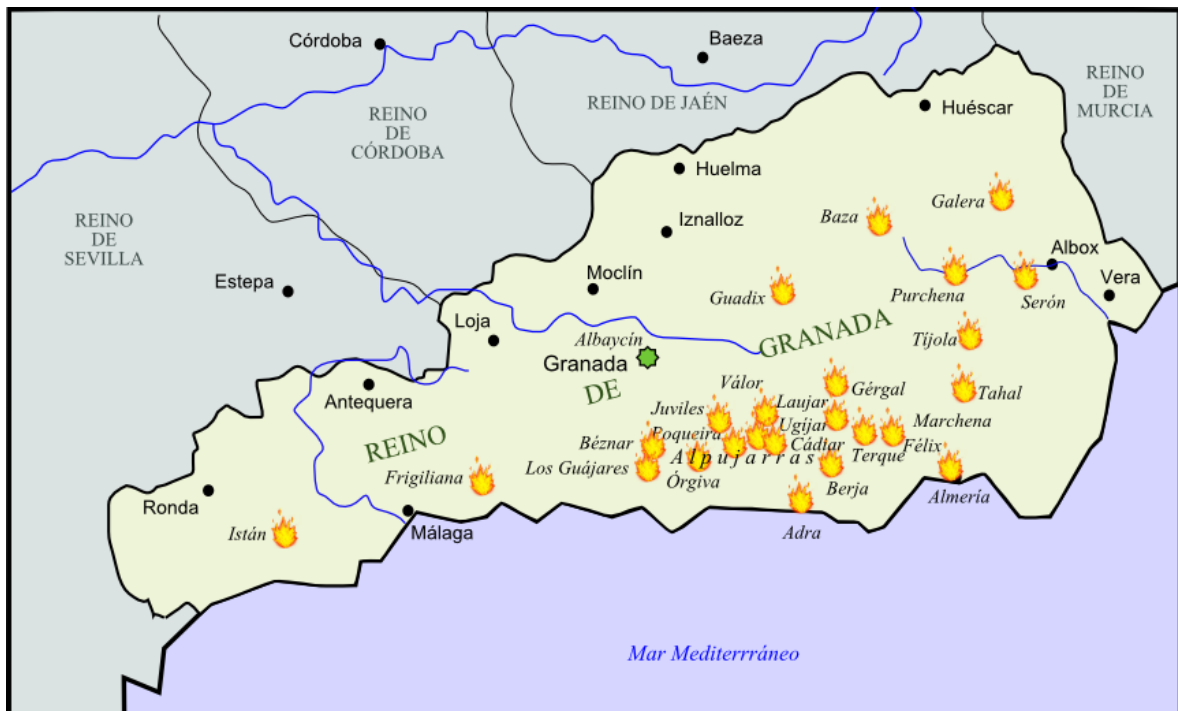 Córdoba
Baeza
REINO
DE
MURCIA
REINO DE JAÉN
Huéscar
REINO
DE
CÓRDOBA
Huelma
Galera
Baza
Iznalloz
REINO
DE
SEVILLA
Albox
Estepa
Moclín
Guadix
Purchena
Serón
Vera
Loja
Albaycín
GRANADA
Tíjola
Granada
DE
Antequera
Válor
Gérgal
Tahal
Juviles
Laujar
Marchena
REINO
Béznar
Poqueira
Ugíjar
Cádiar
Félix
Terque
Alpujarras
Frigiliana
Los Guájares
Órgiva
Berja
Almería
Ronda
Istán
Málaga
Adra
Mar Mediterrráneo